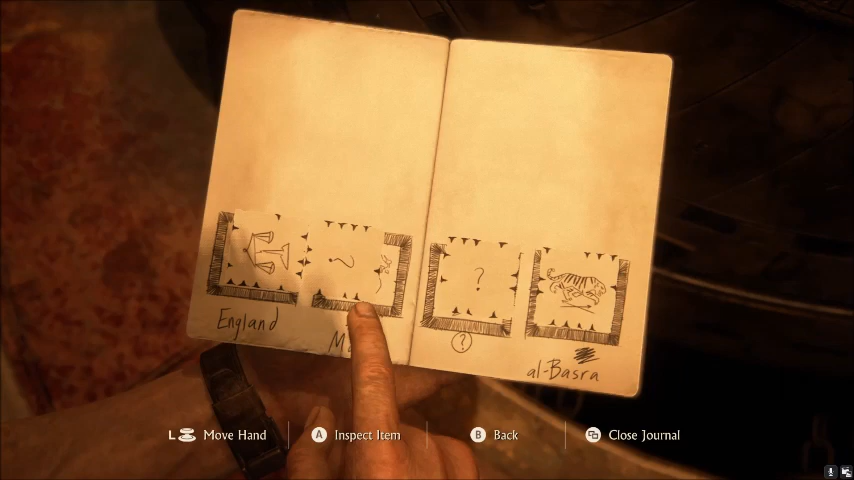 ?
?
England
?
al-Basra
L Move Hand
A Inspect Item
B Back
Close Journal